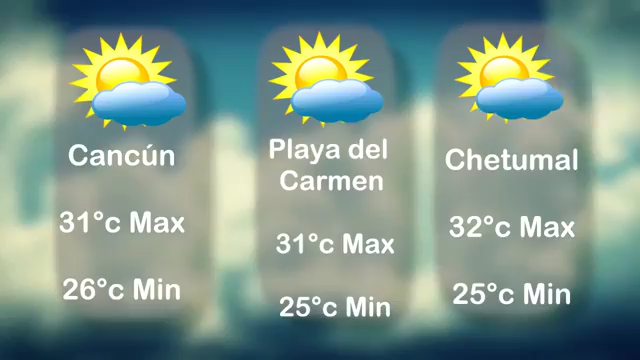 Cancún
31°c Max
26°c Min
Playa del
Carmen
31°c Max
25°c Min
Chetumal
32°c Max
25°c Min